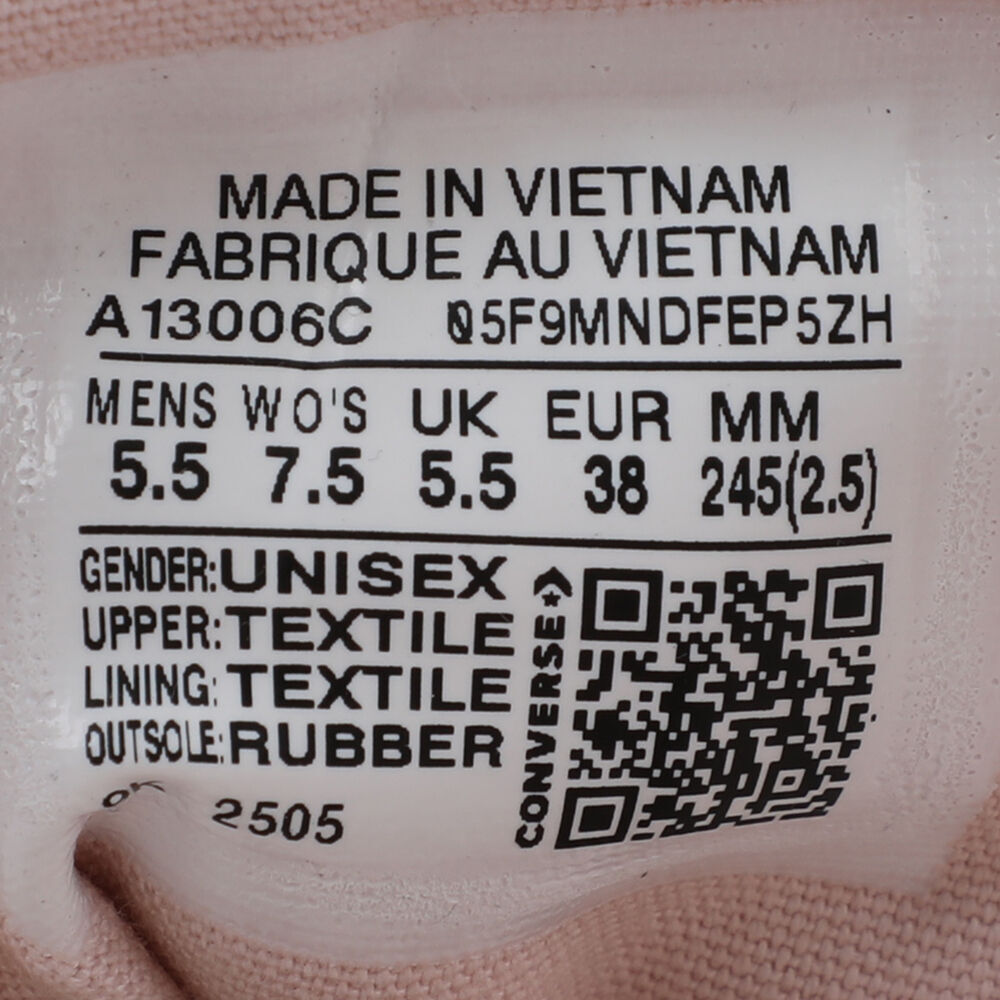 MADE IN VIETNAM
FABRIQUE AU VIETNAM
A13006C 05F9MNDFEP5ZH
MENS WO'S UK EUR MM
5.5 7.5 5.5 38 245(2.5)
GENDER:UNISEX
UPPER:TEXTILE
LINING:TEXTILE
OUTSOLE:RUBBER
2505
CONVERSE